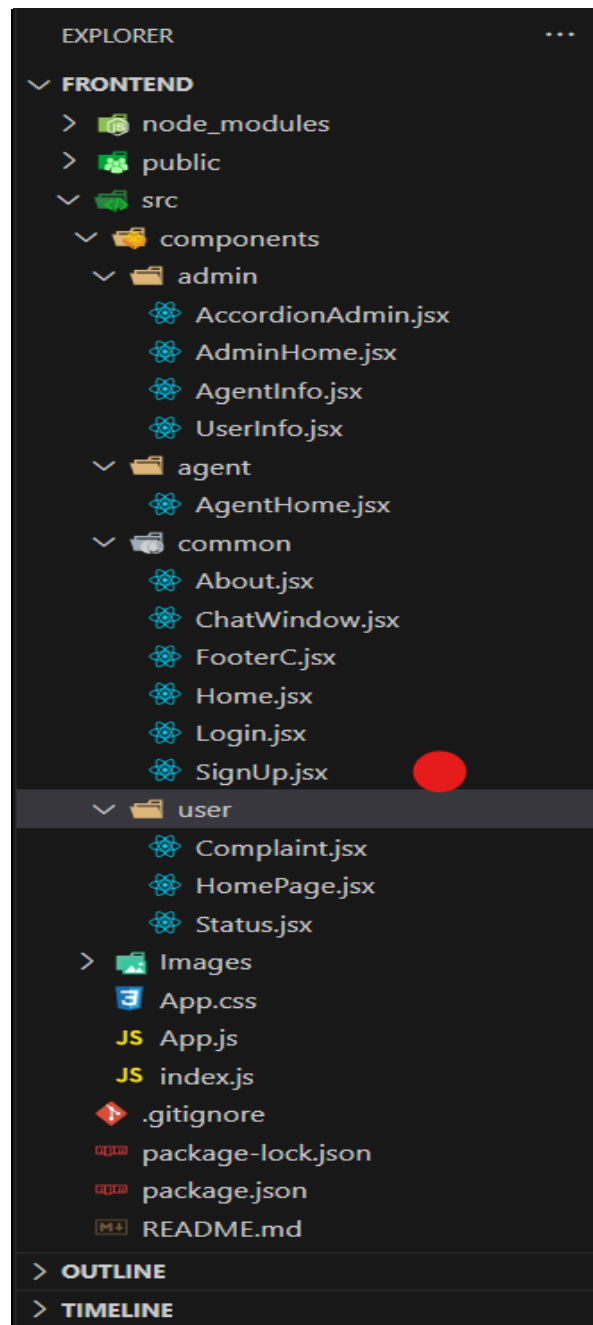 EXPLORER ...
FRONTEND
node_modules
public
src
components
admin
AccordionAdmin.jsx
AdminHome.jsx
AgentInfo.jsx
UserInfo.jsx
agent
AgentHome.jsx
common
About.jsx
ChatWindow.jsx
FooterC.jsx
Home.jsx
Login.jsx
SignUp.jsx
user
Complaint.jsx
HomePage.jsx
Status.jsx
Images
App.css
JS App.js
JS index.js
.gitignore
package-lock.json
package.json
README.md
OUTLINE
TIMELINE